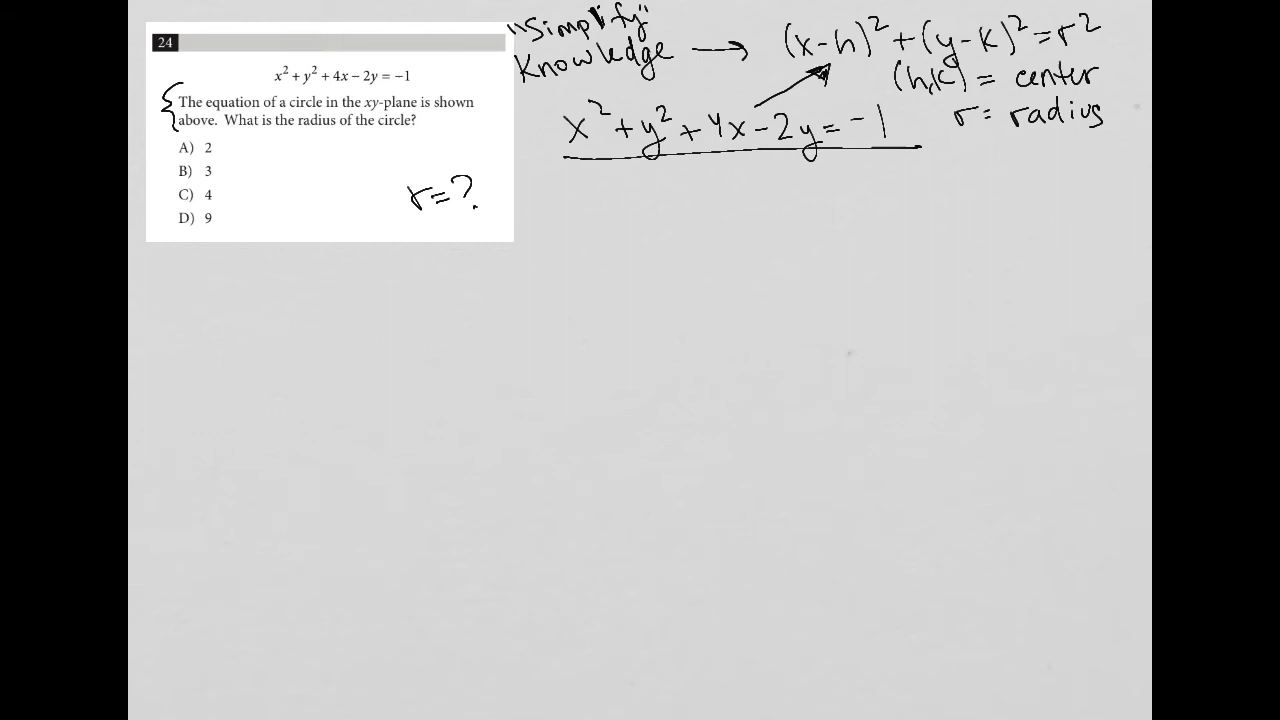 24
x² + y² + 4x − 2y = −1
The equation of a circle in the xy-plane is shown
above. What is the radius of the circle?
A) 2
B) 3
C) 4
D) 9
r=?
"Simplify"
Knowledge → (x-h)²+(y-k)²=r²
(h,k) = center
r= radius
x²+y²+4x-2y=-1